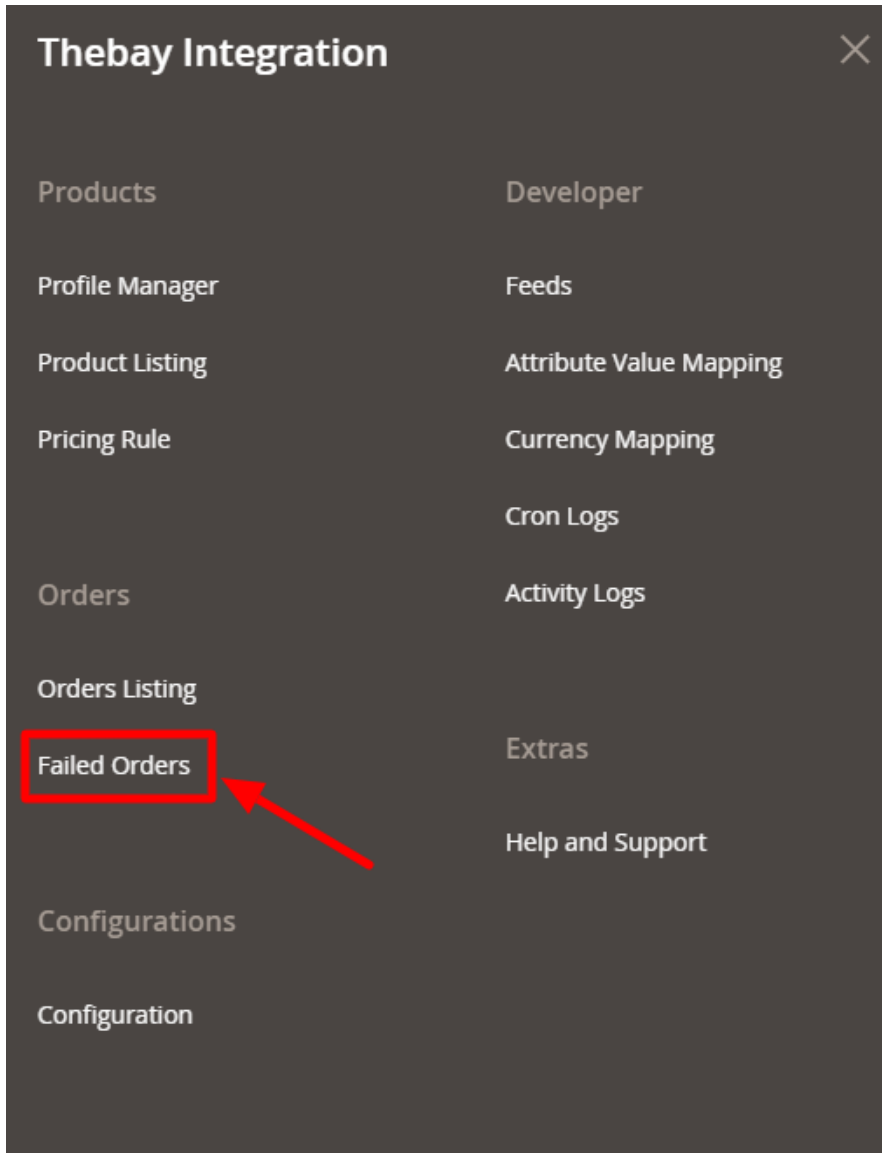 Thebay Integration
Products
Profile Manager
Product Listing
Pricing Rule
Orders
Orders Listing
Failed Orders
Configurations
Configuration
Developer
Feeds
Attribute Value Mapping
Currency Mapping
Cron Logs
Activity Logs
Extras
Help and Support